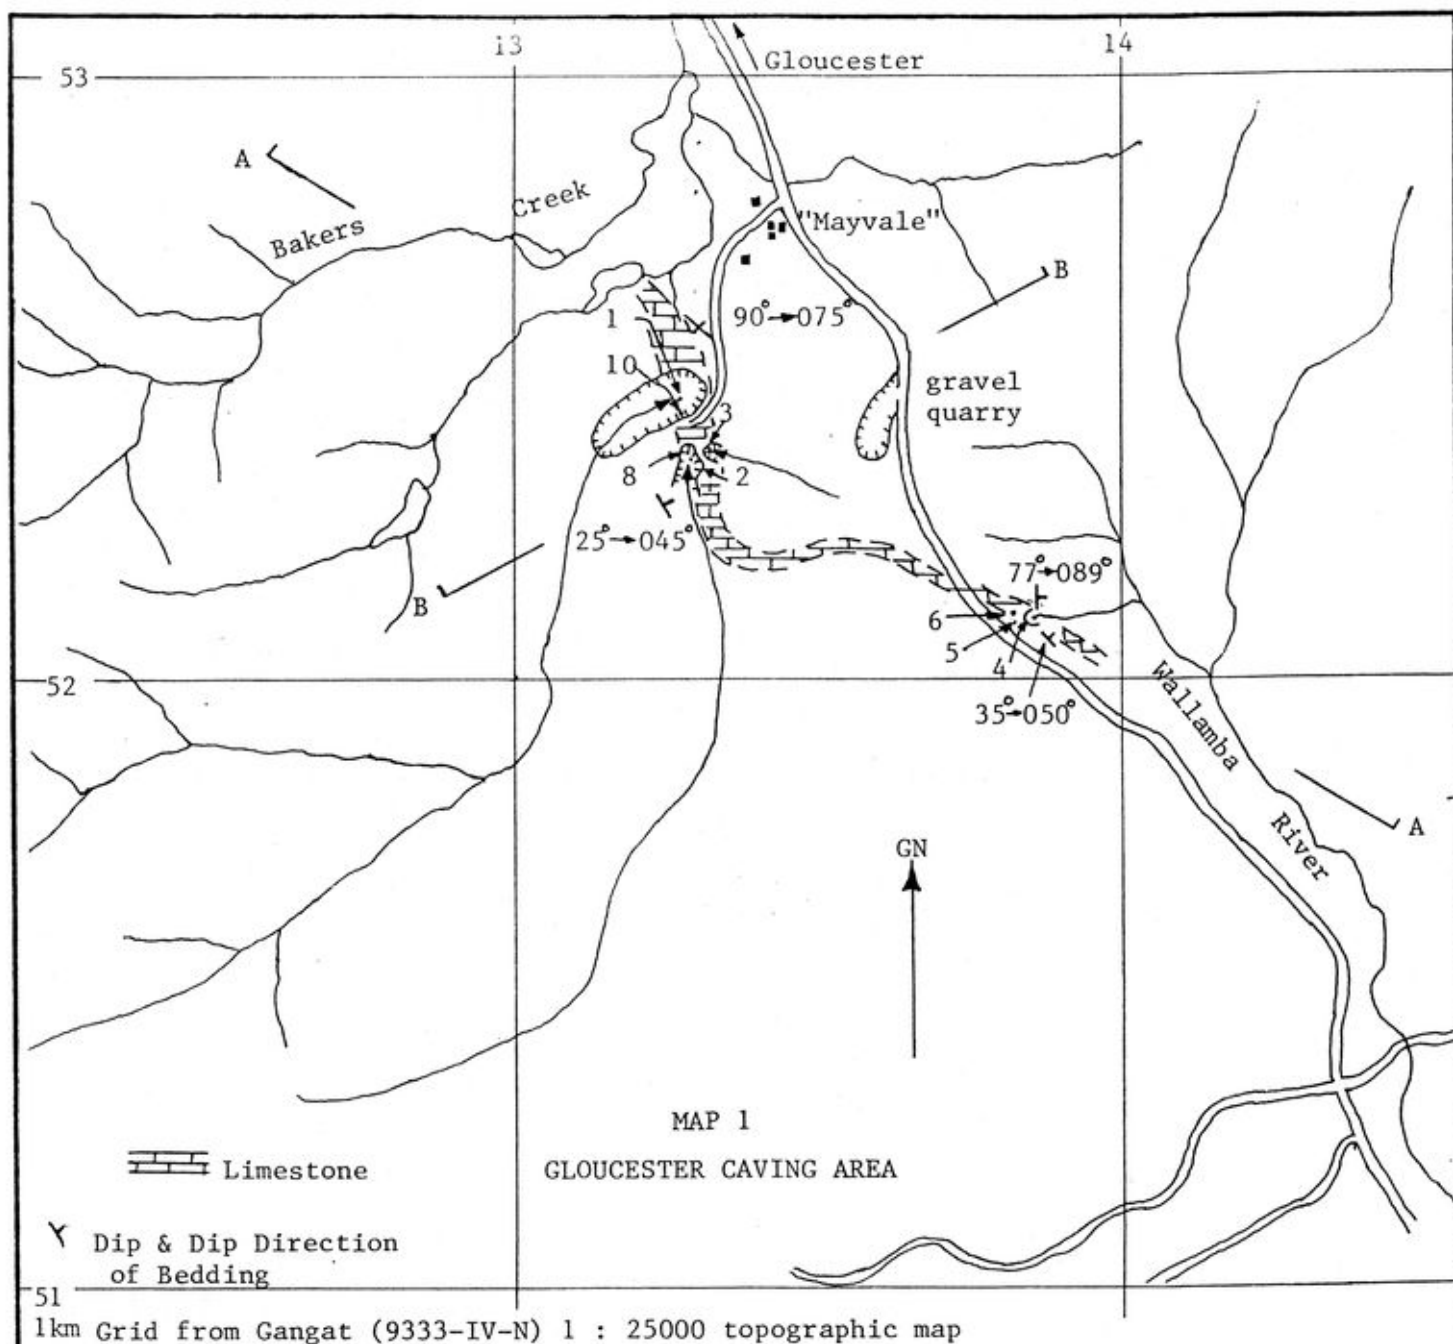 13
14
Gloucester
53
A
Bakers
Creek
"Mayvale"
B
1
90°→075°
10
gravel
quarry
3
8
2
25°→045°
77°→089°
B
6
5
4
52
35°→050°
Wallamba
River
A
GN
MAP 1
GLOUCESTER CAVING AREA
Limestone
Dip & Dip Direction
of Bedding
51
1km Grid from Gangat (9333-IV-N) 1 : 25000 topographic map